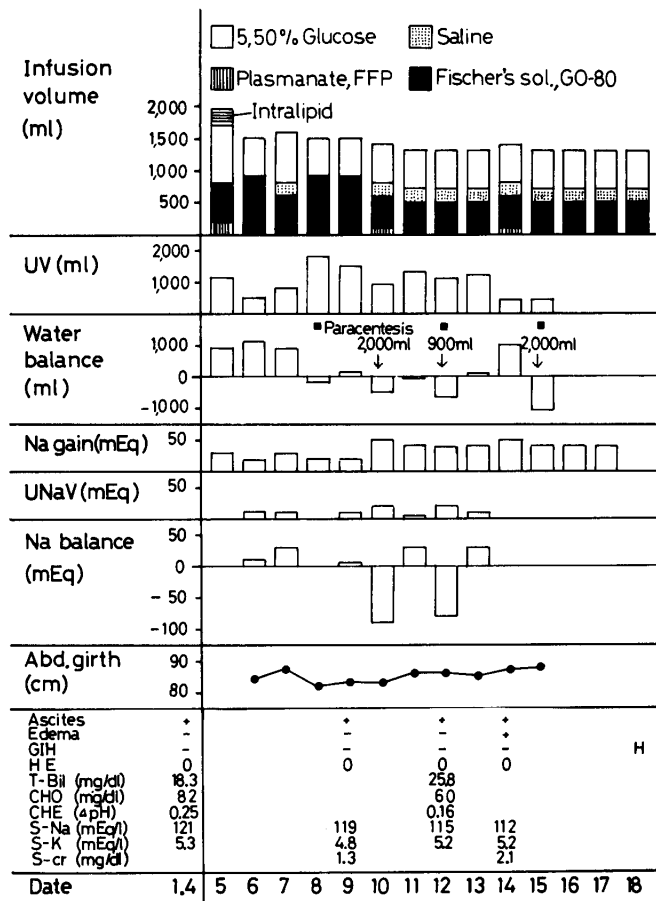 5,50% Glucose Saline
Plasmanate, FFP Fischer's sol., GO-80
Infusion
volume
(ml)
Intralipid
2,000
1,500
1,000
500
UV (ml)
2,000
1,000
Water
balance
(ml)
Paracentesis
2,000ml 900ml 2,000ml
1,000
0
-1,000
Na gain(mEq) 50
UNaV (mEq) 50
Na balance
(mEq)
50
0
- 50
-100
Abd. girth
(cm)
90
80
Ascites + + + +
Edema - - - +
GIH - - - - H
H E 0 0 0 0
T-Bil (mg/dl) 18.3 25.8
CHO (mg/dl) 82 60
CHE (ΔpH) 0.25 0.16
S-Na (mEq/l) 121 119 115 112
S-K (mEq/l) 5.3 4.8 5.2 5.2
S-cr (mg/dl) 1.3 2.1
Date 1.4 5 6 7 8 9 10 11 12 13 14 15 16 17 18